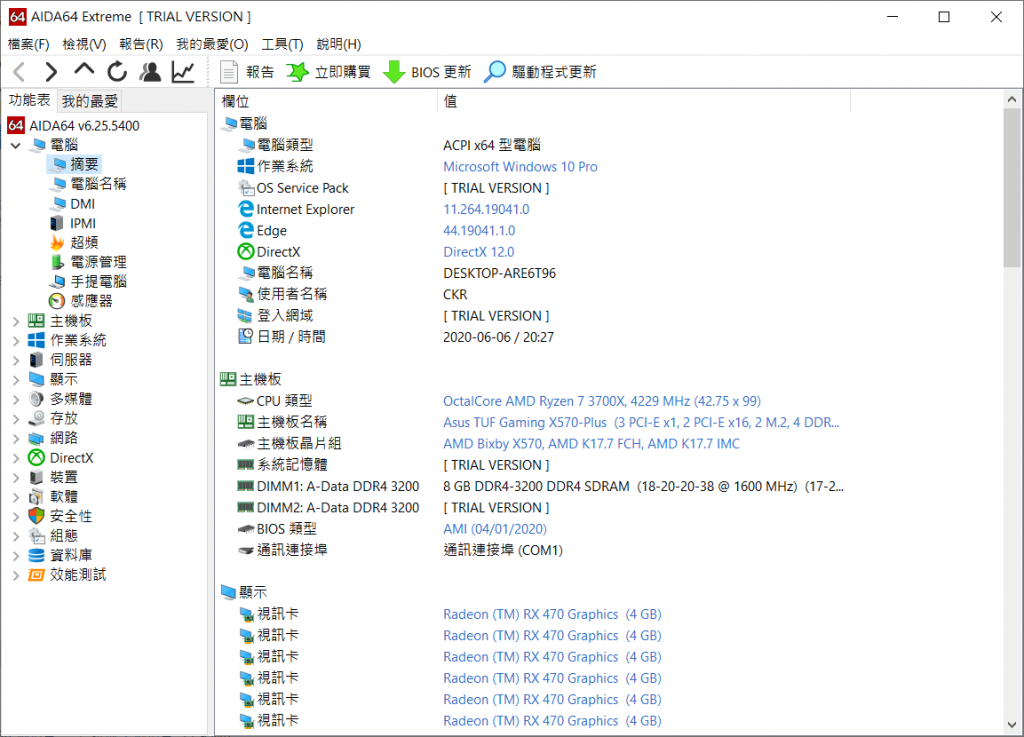 AIDA64 Extreme [ TRIAL VERSION ]
檔案(F) 檢視(V) 報告(R) 我的最愛(O) 工具(T) 說明(H)
報告 立即購買 BIOS 更新 驅動程式更新
功能表 我的最愛
64 AIDA64 v6.25.5400
電腦
摘要
電腦名稱
DMI
IPMI
超頻
電源管理
手提電腦
感應器
主機板
作業系統
伺服器
顯示
多媒體
存放
網路
DirectX
裝置
軟體
安全性
組態
資料庫
效能測試
欄位 值
電腦
電腦類型 ACPI x64 型電腦
作業系統 Microsoft Windows 10 Pro
OS Service Pack [ TRIAL VERSION ]
Internet Explorer 11.264.19041.0
Edge 44.19041.1.0
DirectX DirectX 12.0
電腦名稱 DESKTOP-ARE6T96
使用者名稱 CKR
登入網域 [ TRIAL VERSION ]
日期 / 時間 2020-06-06 / 20:27
主機板
CPU 類型 OctalCore AMD Ryzen 7 3700X, 4229 MHz (42.75 x 99)
主機板名稱 Asus TUF Gaming X570-Plus (3 PCI-E x1, 2 PCI-E x16, 2 M.2, 4 DDR...
主機板晶片組 AMD Bixby X570, AMD K17.7 FCH, AMD K17.7 IMC
系統記憶體 [ TRIAL VERSION ]
DIMM1: A-Data DDR4 3200 8 GB DDR4-3200 DDR4 SDRAM (18-20-20-38 @ 1600 MHz) (17-2...
DIMM2: A-Data DDR4 3200 [ TRIAL VERSION ]
BIOS 類型 AMI (04/01/2020)
通訊連接埠 通訊連接埠 (COM1)
顯示
視訊卡 Radeon (TM) RX 470 Graphics (4 GB)
視訊卡 Radeon (TM) RX 470 Graphics (4 GB)
視訊卡 Radeon (TM) RX 470 Graphics (4 GB)
視訊卡 Radeon (TM) RX 470 Graphics (4 GB)
視訊卡 Radeon (TM) RX 470 Graphics (4 GB)
視訊卡 Radeon (TM) RX 470 Graphics (4 GB)